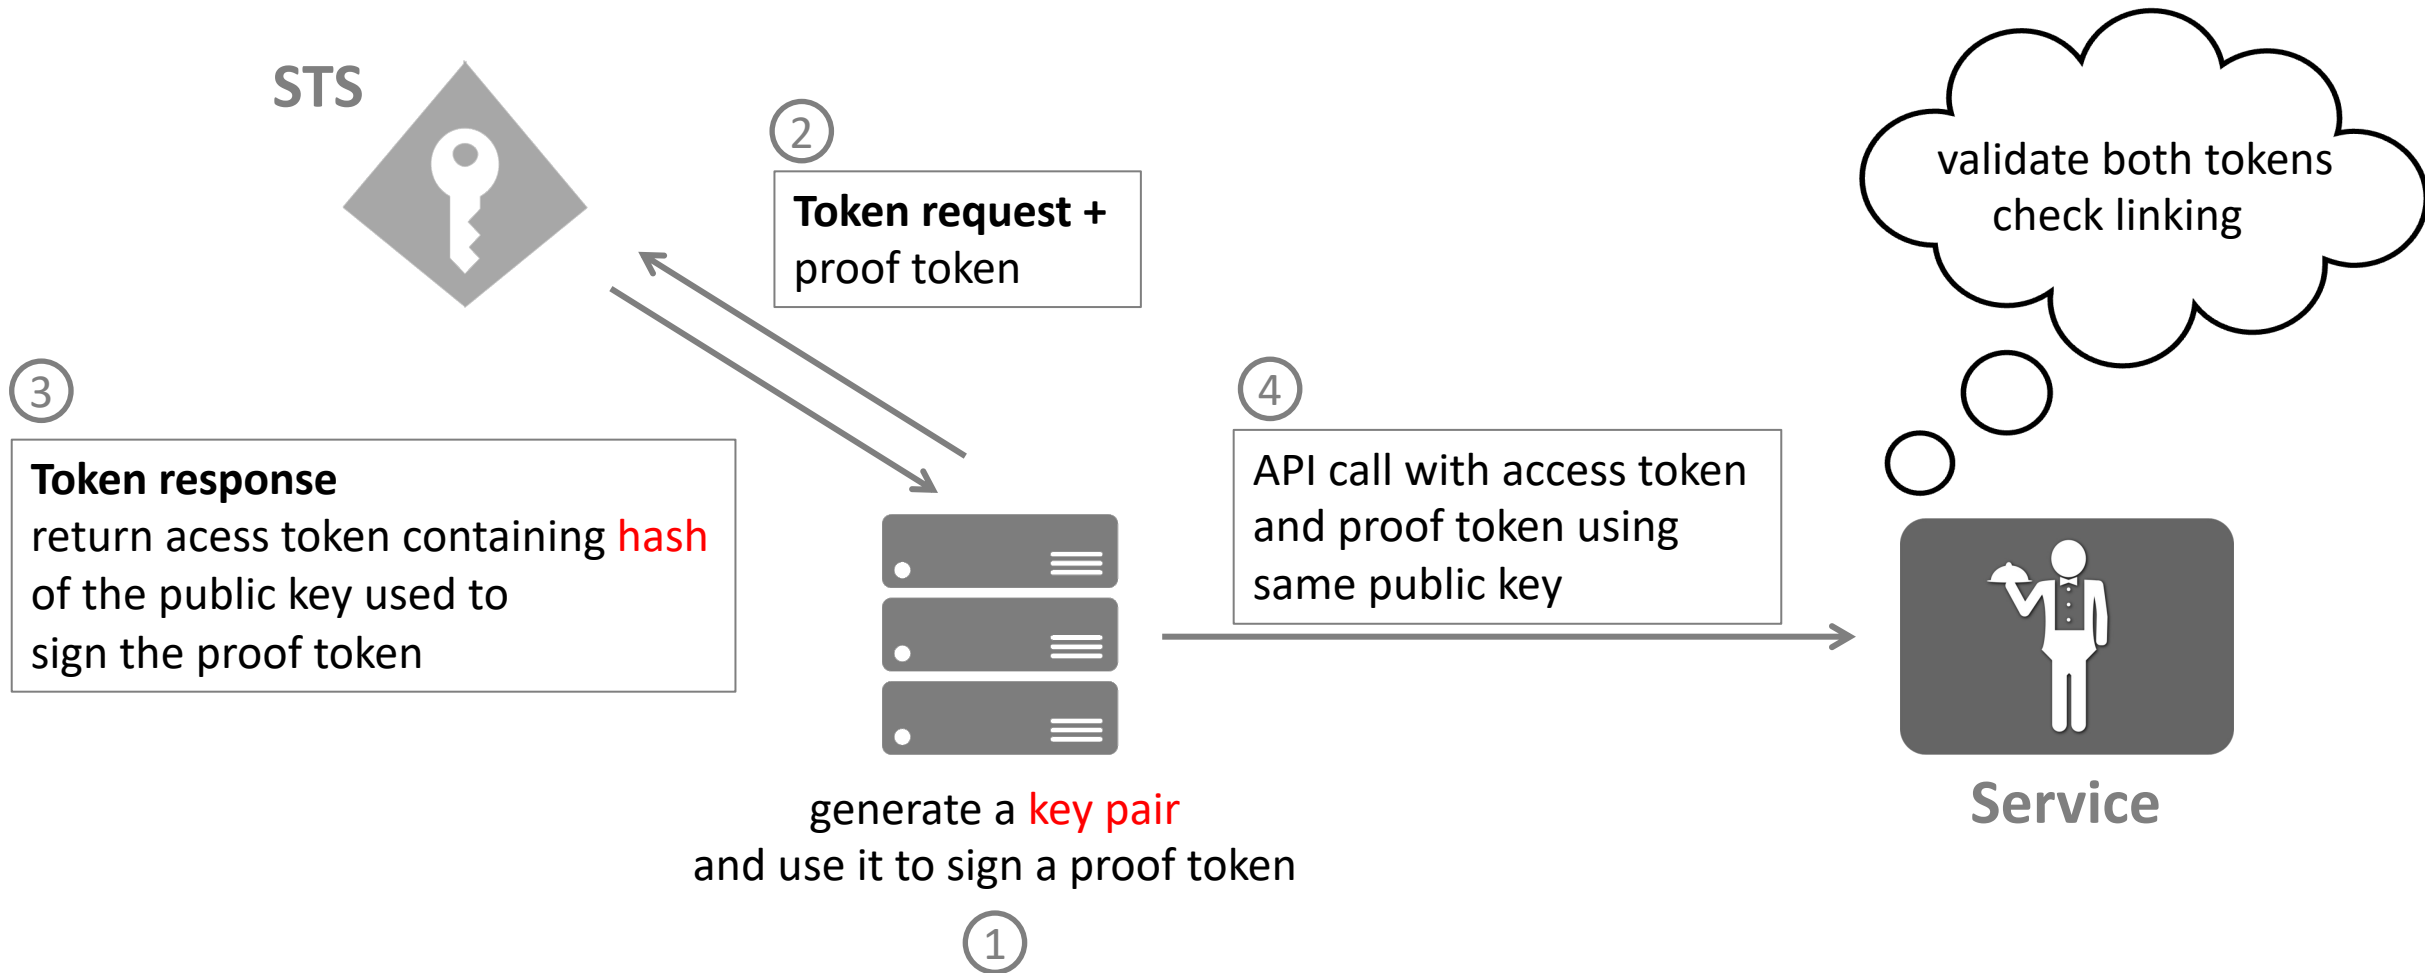 STS
2
Token request +
proof token
validate both tokens
check linking
3
Token response
return acess token containing hash
of the public key used to
sign the proof token
4
API call with access token
and proof token using
same public key
generate a key pair
and use it to sign a proof token
1
Service